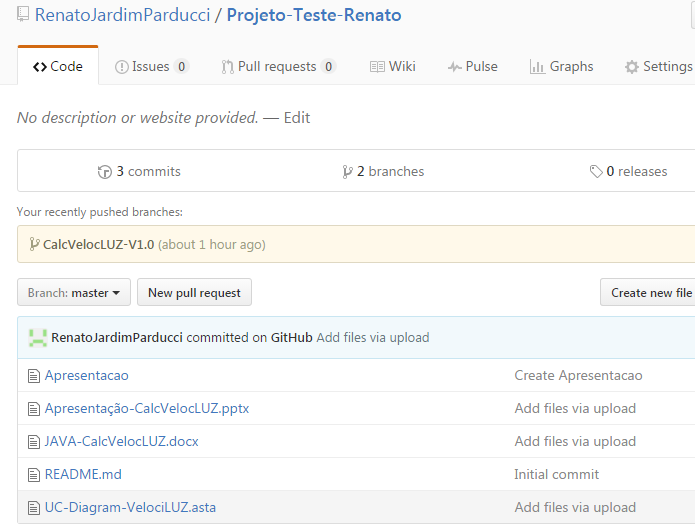 RenatoJardimParducci / Projeto-Teste-Renato
Code Issues 0 Pull requests 0 Wiki Pulse Graphs Settings
No description or website provided. — Edit
3 commits 2 branches 0 releases
Your recently pushed branches:
CalcVelocLUZ-V1.0 (about 1 hour ago)
Branch: master New pull request Create new file
RenatoJardimParducci committed on GitHub Add files via upload
Apresentacao Create Apresentacao
Apresentação-CalcVelocLUZ.pptx Add files via upload
JAVA-CalcVelocLUZ.docx Add files via upload
README.md Initial commit
UC-Diagram-VelociLUZ.asta Add files via upload